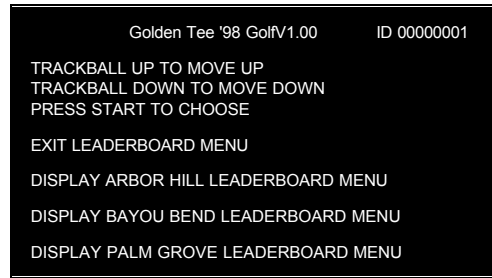 Golden Tee '98 GolfV1.00 ID 00000001
TRACKBALL UP TO MOVE UP
TRACKBALL DOWN TO MOVE DOWN
PRESS START TO CHOOSE
EXIT LEADERBOARD MENU
DISPLAY ARBOR HILL LEADERBOARD MENU
DISPLAY BAYOU BEND LEADERBOARD MENU
DISPLAY PALM GROVE LEADERBOARD MENU